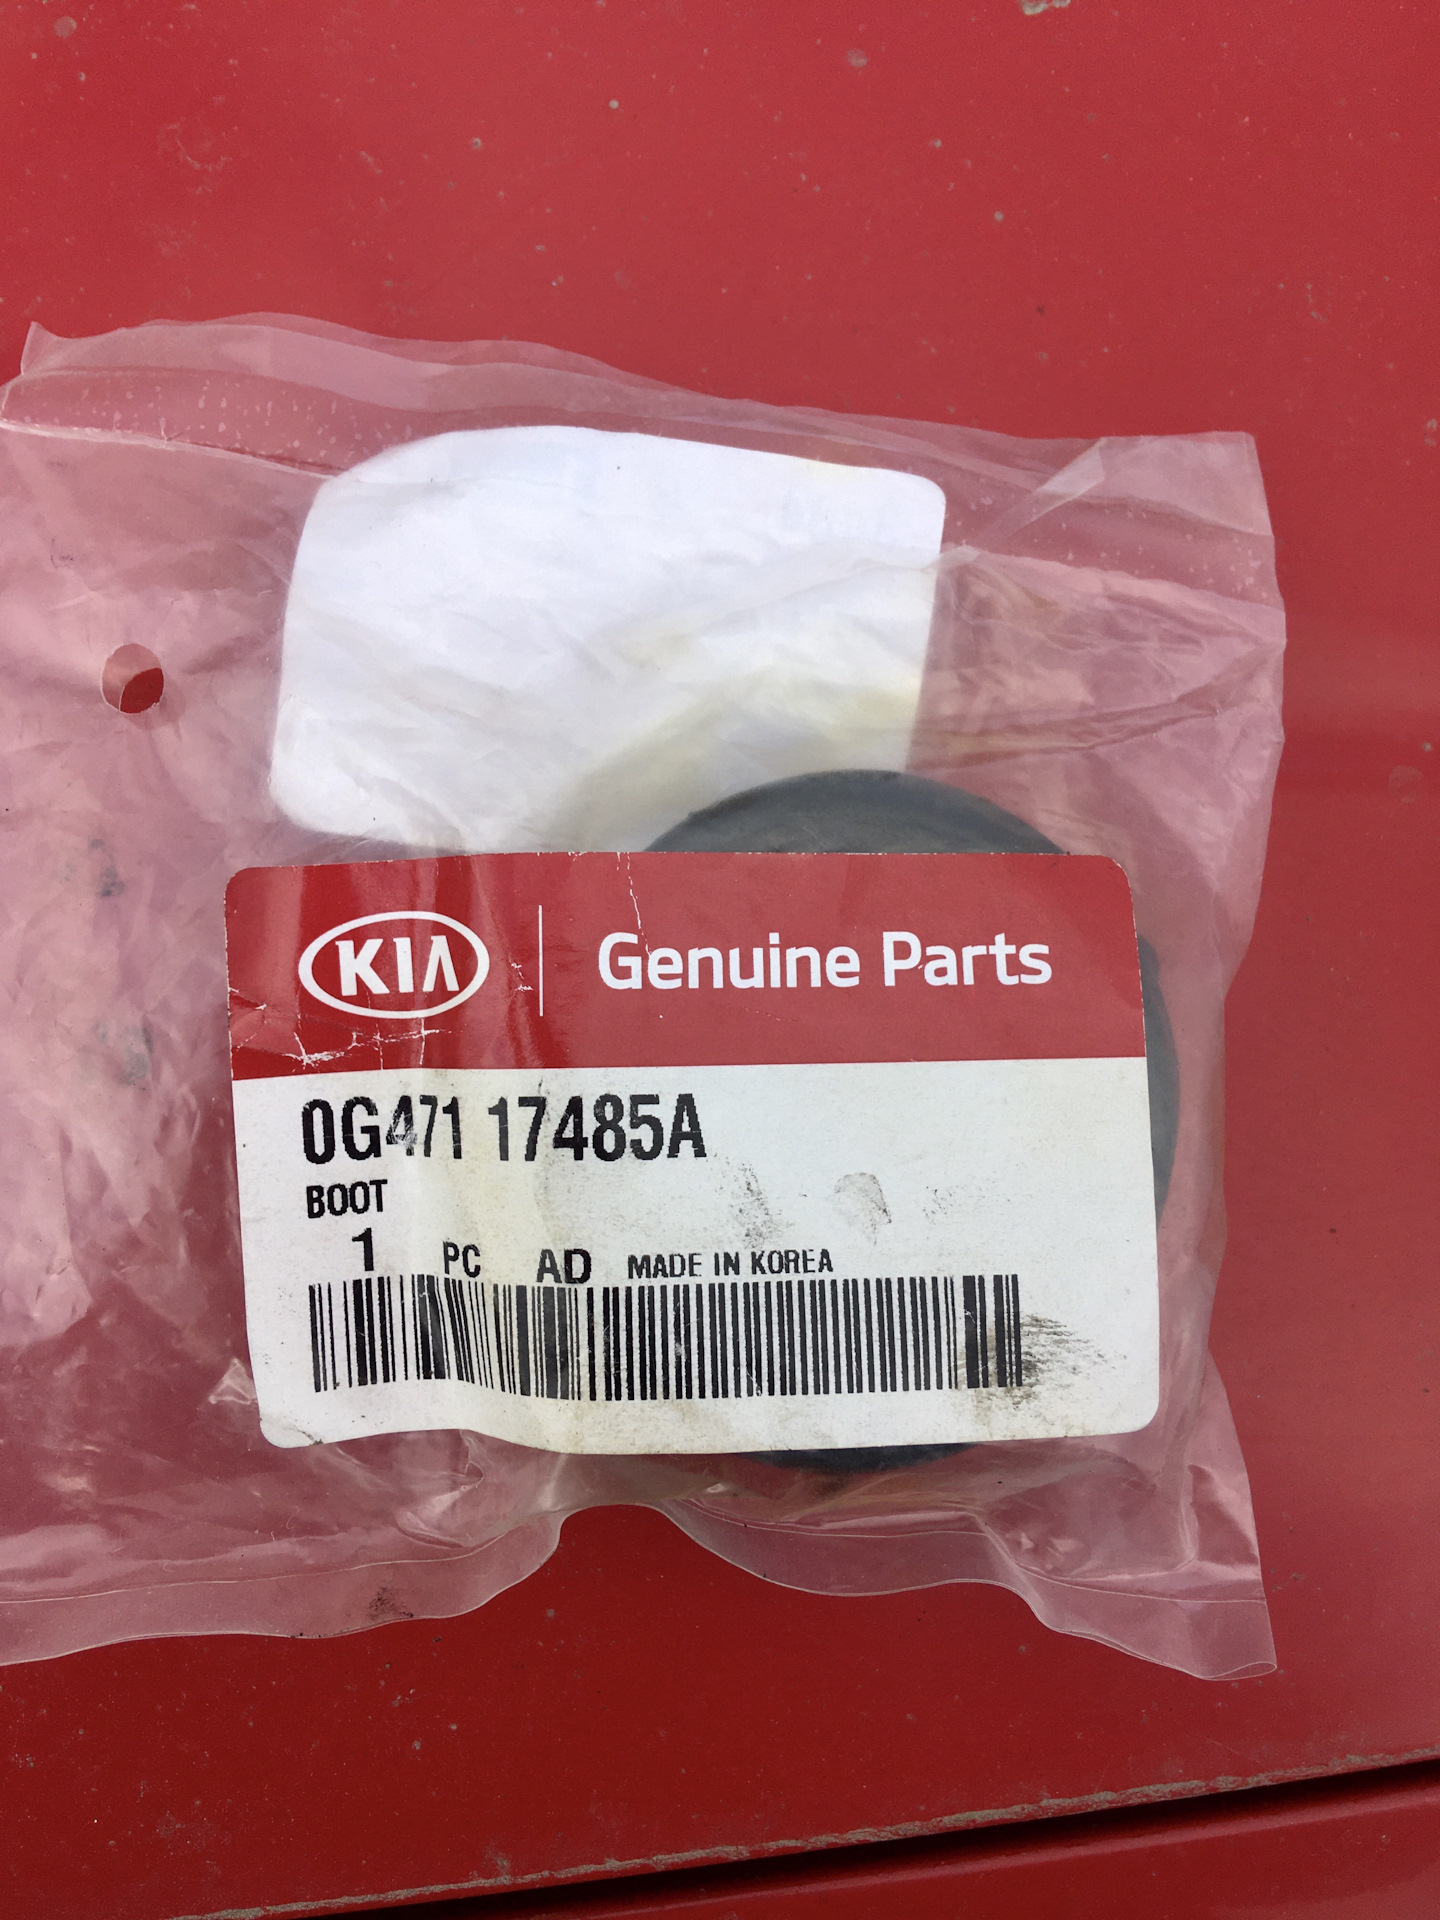 KIA Genuine Parts
0G471 17485A
BOOT
1 PC AD MADE IN KOREA